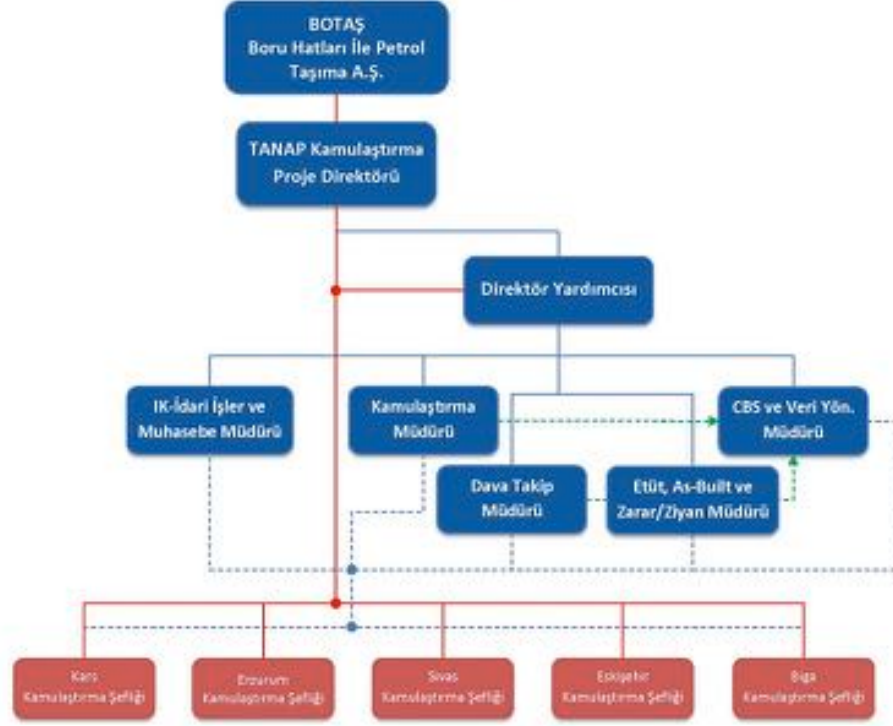 BOTAŞ
Boru Hatları İle Petrol
Taşıma A.Ş.
TANAP Kamulaştırma
Proje Direktörü
Direktör Yardımcısı
IK-İdari İşler ve
Muhasebe Müdürü
Kamulaştırma
Müdürü
CBS ve Veri Yön.
Müdürü
Dava Takip
Müdürü
Etüt, As-Built ve
Zarar/Ziyan Müdürü
Kars
Kamulaştırma Şefliği
Erzurum
Kamulaştırma Şefliği
Sivas
Kamulaştırma Şefliği
Eskişehir
Kamulaştırma Şefliği
Biga
Kamulaştırma Şefliği